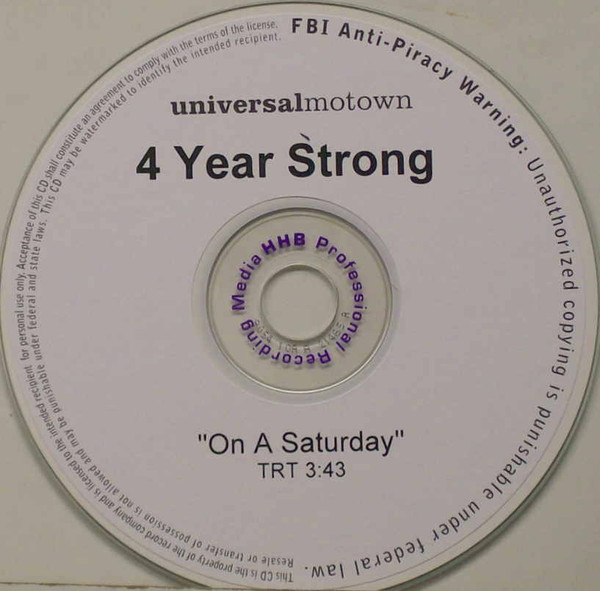 FBI Anti-Piracy Warning: Unauthorized copying is punishable under federal law.
This CD is the property of the record company and is licensed to the intended recipient for personal use only. Acceptance of this CD shall constitute an agreement to comply with the terms of the license.
Resale or transfer of possession is not allowed and may be punishable under federal and state laws. This CD may be watermarked to identify the intended recipient.
universalmotown
4 Year Strong
HHB Professional Recording Media
"On A Saturday"
TRT 3:43